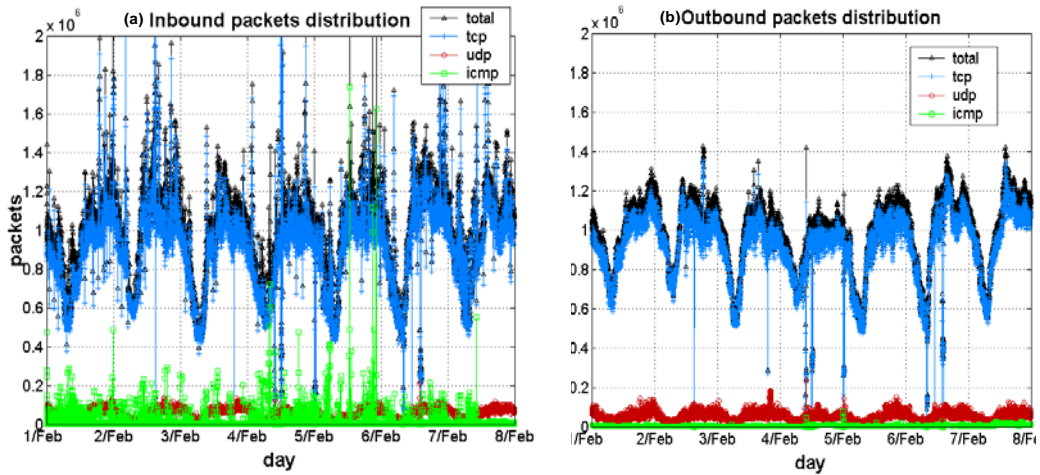 (a) Inbound packets distribution
x 10^6
total
tcp
udp
icmp
2
1.8
1.6
1.4
1.2
1
0.8
0.6
0.4
0.2
0
packets
1/Feb 2/Feb 3/Feb 4/Feb 5/Feb 6/Feb 7/Feb 8/Feb
day
(b)Outbound packets distribution
x 10^6
total
tcp
udp
icmp
2
1.8
1.6
1.4
1.2
1
0.8
0.6
0.4
0.2
0
1/Feb 2/Feb 3/Feb 4/Feb 5/Feb 6/Feb 7/Feb 8/Feb
day